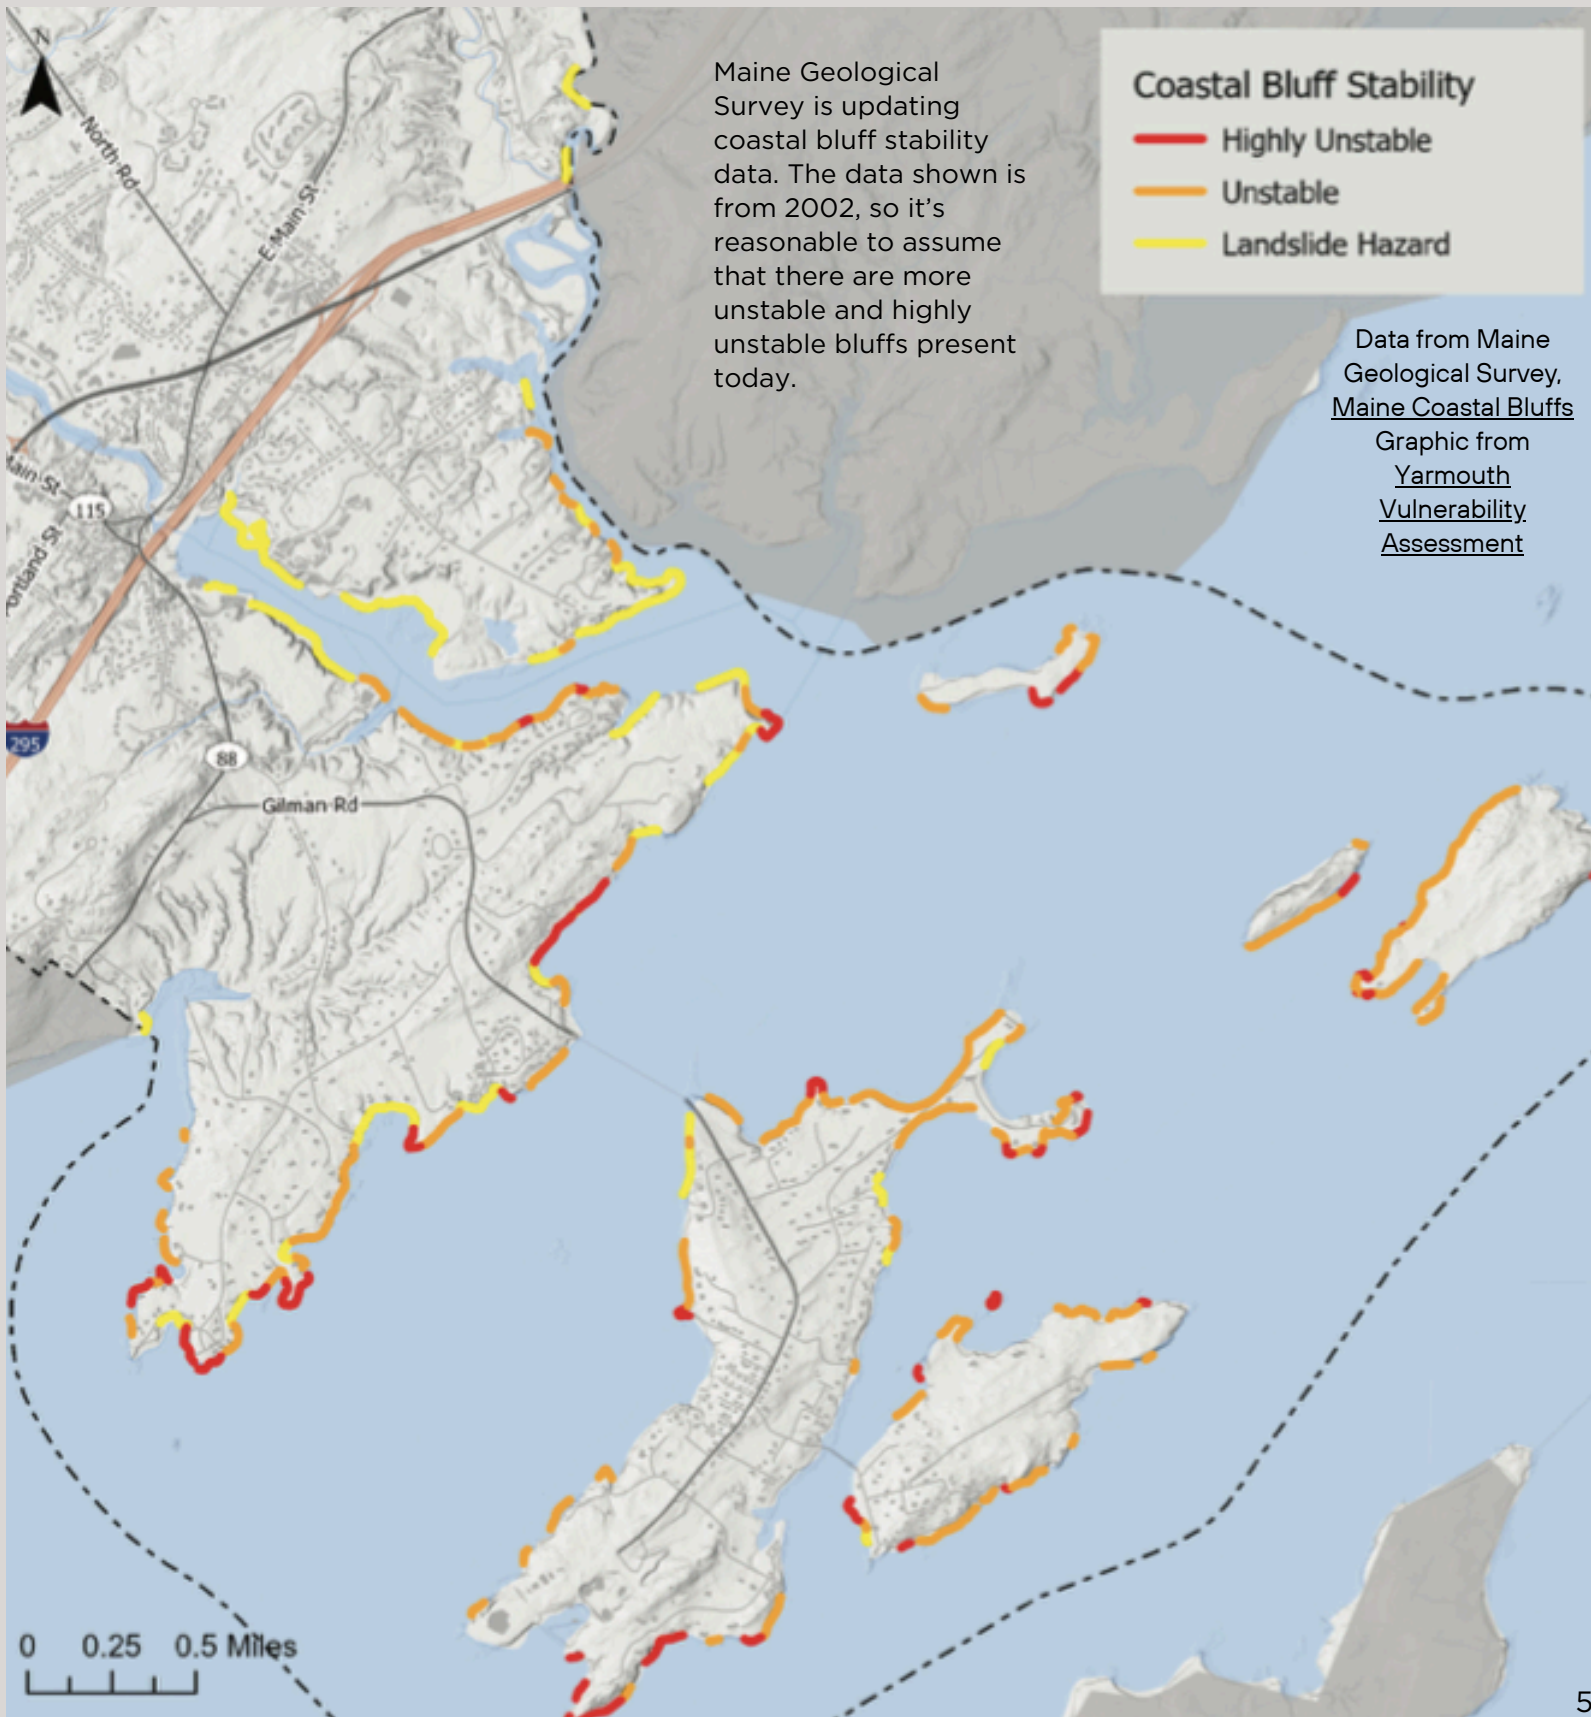 N
North Rd
E Main St
Maine Geological
Survey is updating
coastal bluff stability
data. The data shown is
from 2002, so it's
reasonable to assume
that there are more
unstable and highly
unstable bluffs present
today.
Coastal Bluff Stability
Highly Unstable
Unstable
Landslide Hazard
Data from Maine
Geological Survey,
Maine Coastal Bluffs
Graphic from
Yarmouth
Vulnerability
Assessment
ain St
115
ortland St
295
88
Gilman Rd
0 0.25 0.5 Miles
5